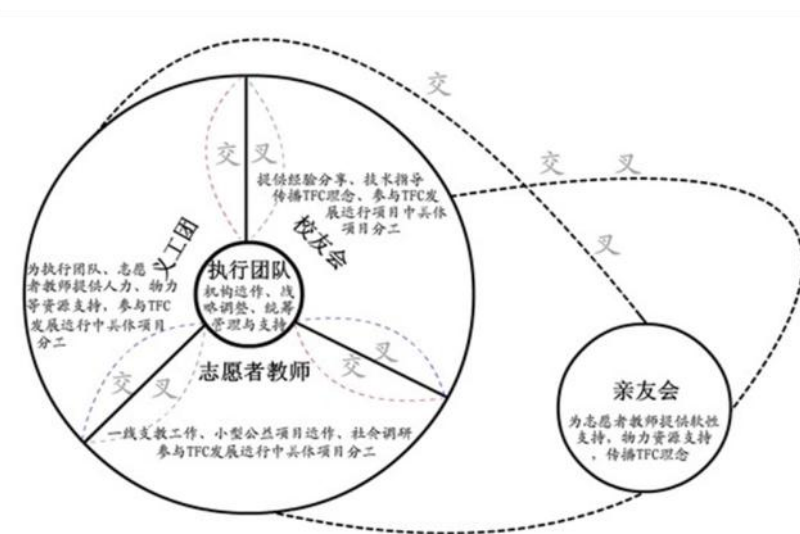 交
交 叉
叉
交 叉
提供经验分享、技术指导
传播TFC理念、参与TFC发
展运行项目中具体
项目分工
校友会
义工团
为执行团队、志愿
者教师提供人力、物力
等资源支持,参与TFC
发展运行中具体项目
分工
执行团队
机构运作、战
略调整、统筹
管理与支持
志愿者教师
交 叉
交 叉
一线支教工作、小型公益项目运作、社会调研
参与TFC发展运行中具体项目分工
亲友会
为志愿者教师提供软性
支持,物力资源支持
,传播TFC理念